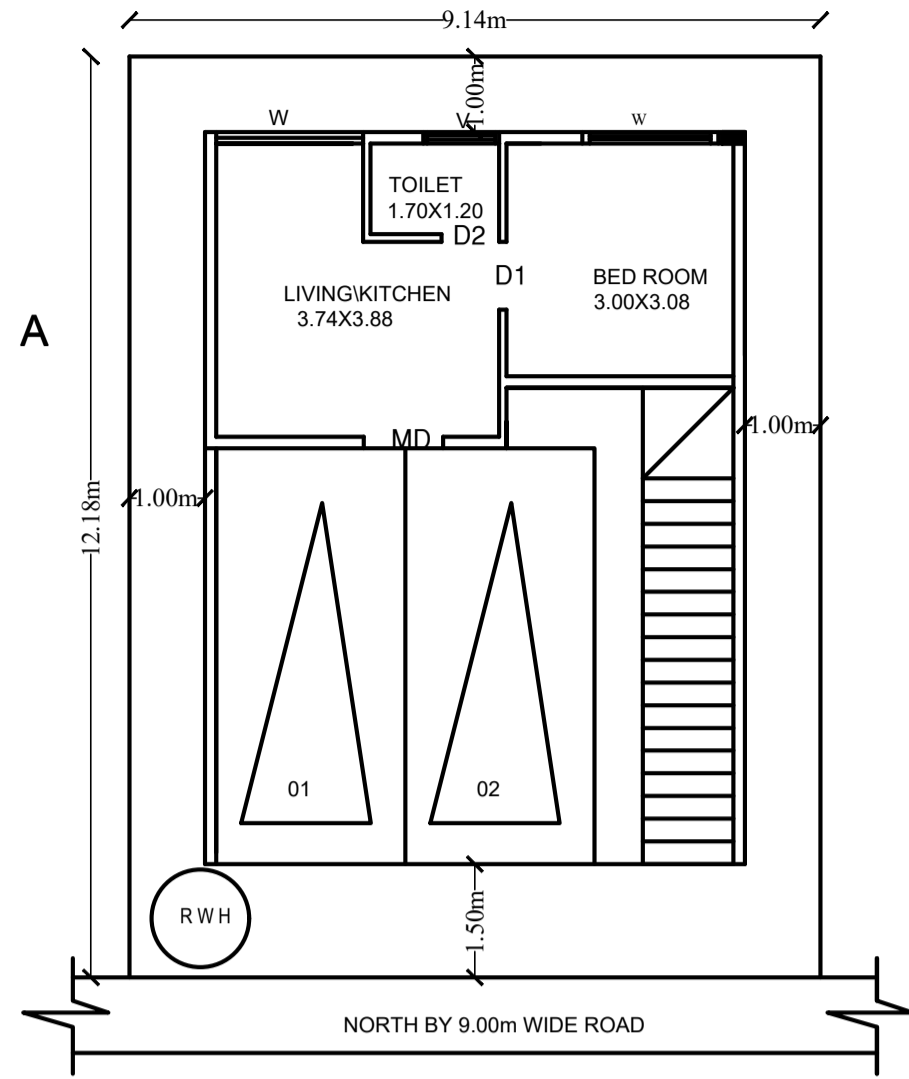 9.14m
1.00m
W
V
W
TOILET
1.70X1.20
D2
D1
BED ROOM
3.00X3.08
LIVING\KITCHEN
3.74X3.88
A
MD
1.00m
1.00m
12.18m
01
02
R W H
1.50m
NORTH BY 9.00m WIDE ROAD